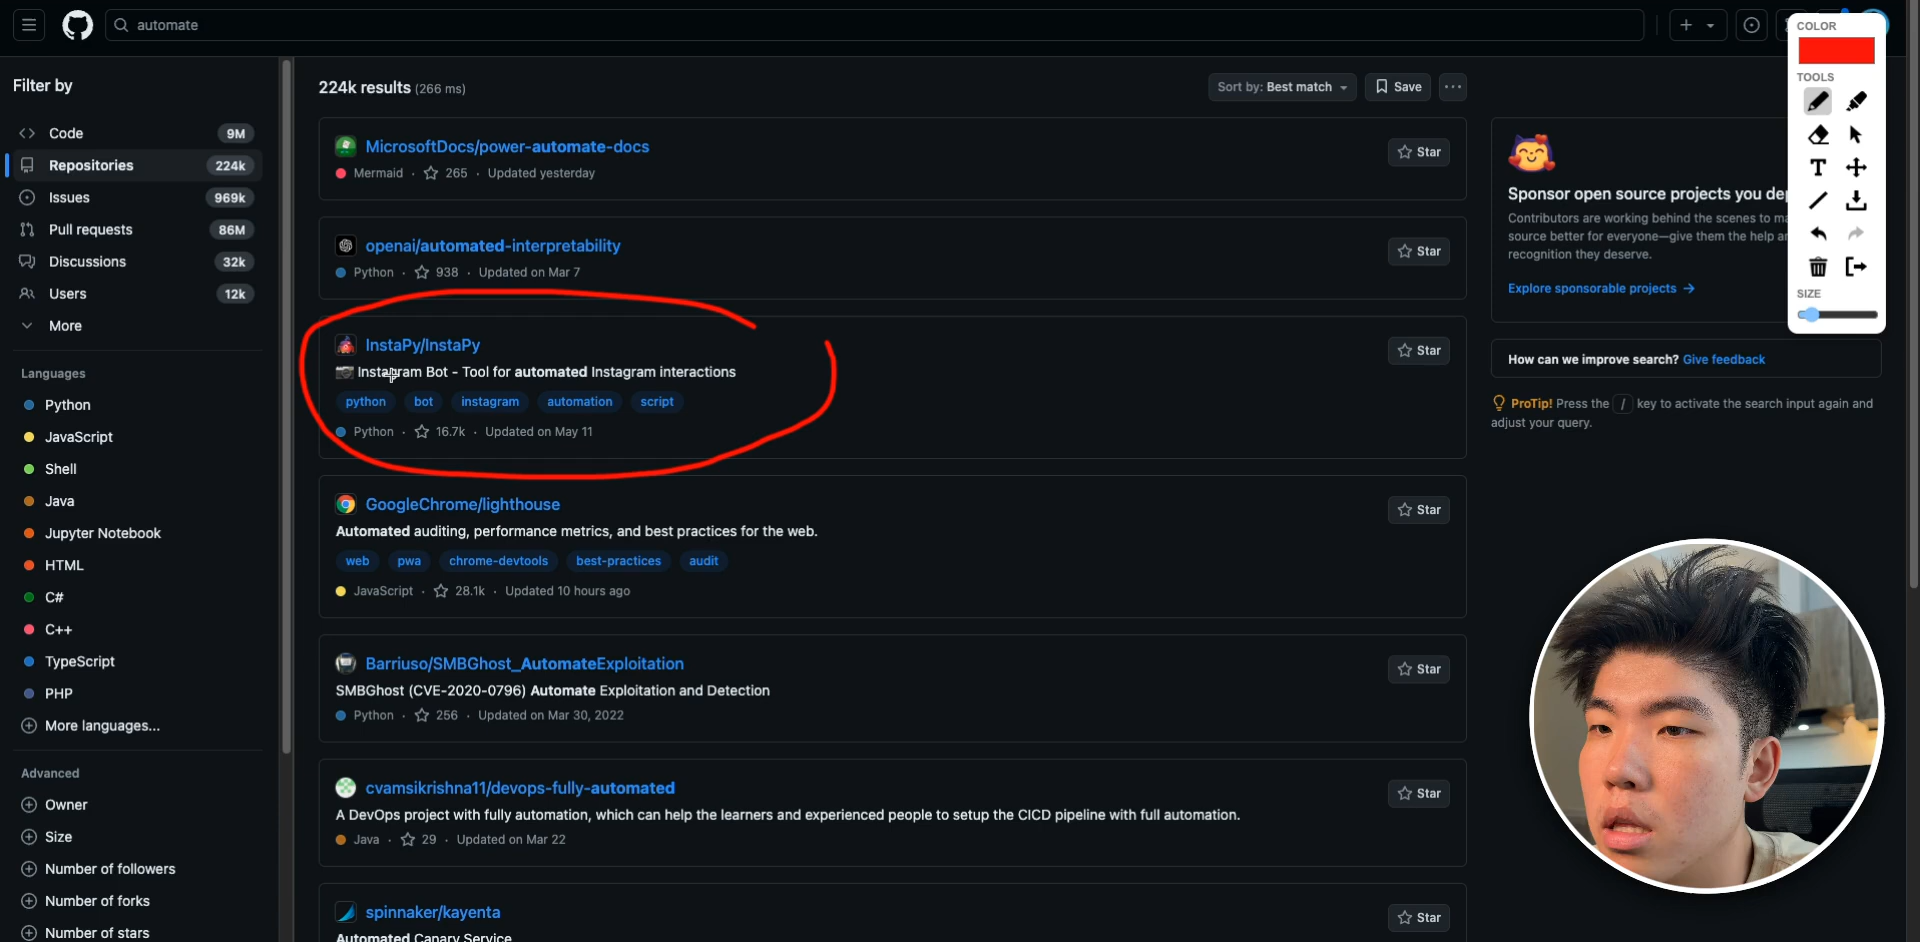 automate
Filter by
Code 9M
Repositories 224k
Issues 969k
Pull requests 86M
Discussions 32k
Users 12k
More
Languages
Python
JavaScript
Shell
Java
Jupyter Notebook
HTML
C#
C++
TypeScript
PHP
More languages...
Advanced
Owner
Size
Number of followers
Number of forks
Number of stars
224k results (266 ms)
Sort by: Best match
Save
MicrosoftDocs/power-automate-docs
Star
Mermaid · 265 · Updated yesterday
openai/automated-interpretability
Star
Python · 938 · Updated on Mar 7
InstaPy/InstaPy
Star
Instagram Bot - Tool for automated Instagram interactions
python bot instagram automation script
Python · 16.7k · Updated on May 11
GoogleChrome/lighthouse
Star
Automated auditing, performance metrics, and best practices for the web.
web pwa chrome-devtools best-practices audit
JavaScript · 28.1k · Updated 10 hours ago
Barriuso/SMBGhost_AutomateExploitation
Star
SMBGhost (CVE-2020-0796) Automate Exploitation and Detection
Python · 256 · Updated on Mar 30, 2022
cvamsikrishna11/devops-fully-automated
Star
A DevOps project with fully automation, which can help the learners and experienced people to setup the CICD pipeline with full automation.
Java · 29 · Updated on Mar 22
spinnaker/kayenta
Star
Automated Canary Service
Sponsor open source projects you de
Contributors are working behind the scenes to m
source better for everyone—give them the help a
recognition they deserve.
Explore sponsorable projects →
How can we improve search? Give feedback
ProTip! Press the / key to activate the search input again and
adjust your query.
COLOR
TOOLS
T
SIZE